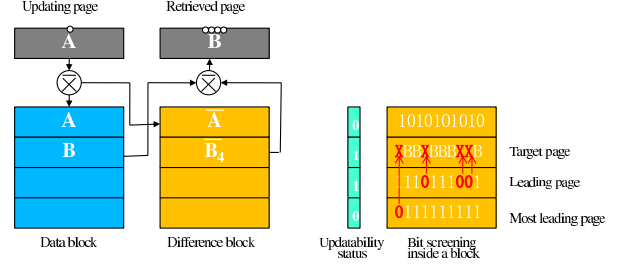 Updating page
Retrieved page
A
B
A
B
0
1
1
0
A̅
B̅4
1010101010
XBBXBBBXXB
1110111001
0111111111
Target page
Leading page
Most leading page
Data block
Difference block
Updatability
status
Bit screening
inside a block